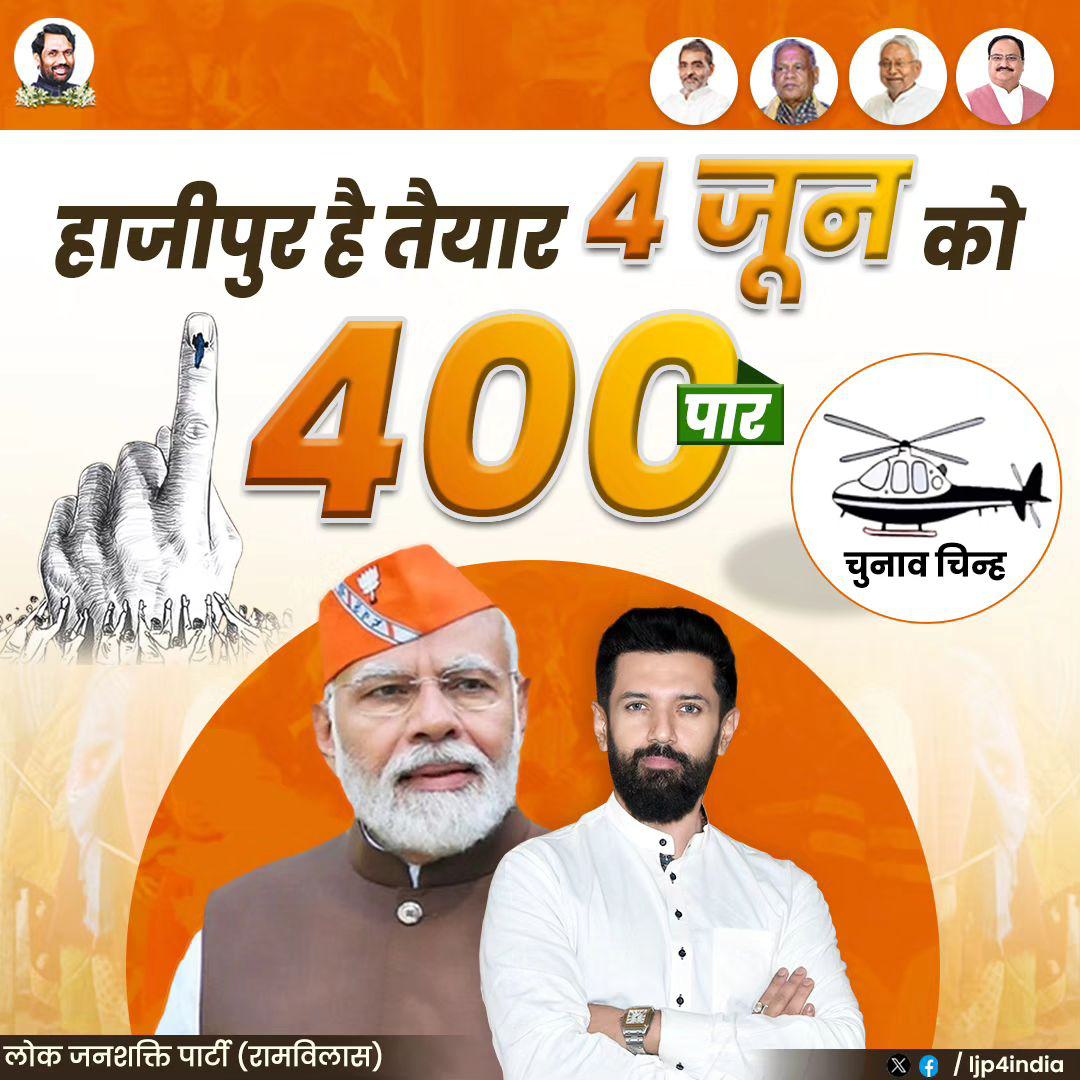 हाजीपुर है तैयार 4 जून को
400 पार
चुनाव चिन्ह
लोक जनशक्ति पार्टी (रामविलास)
/ ljp4india